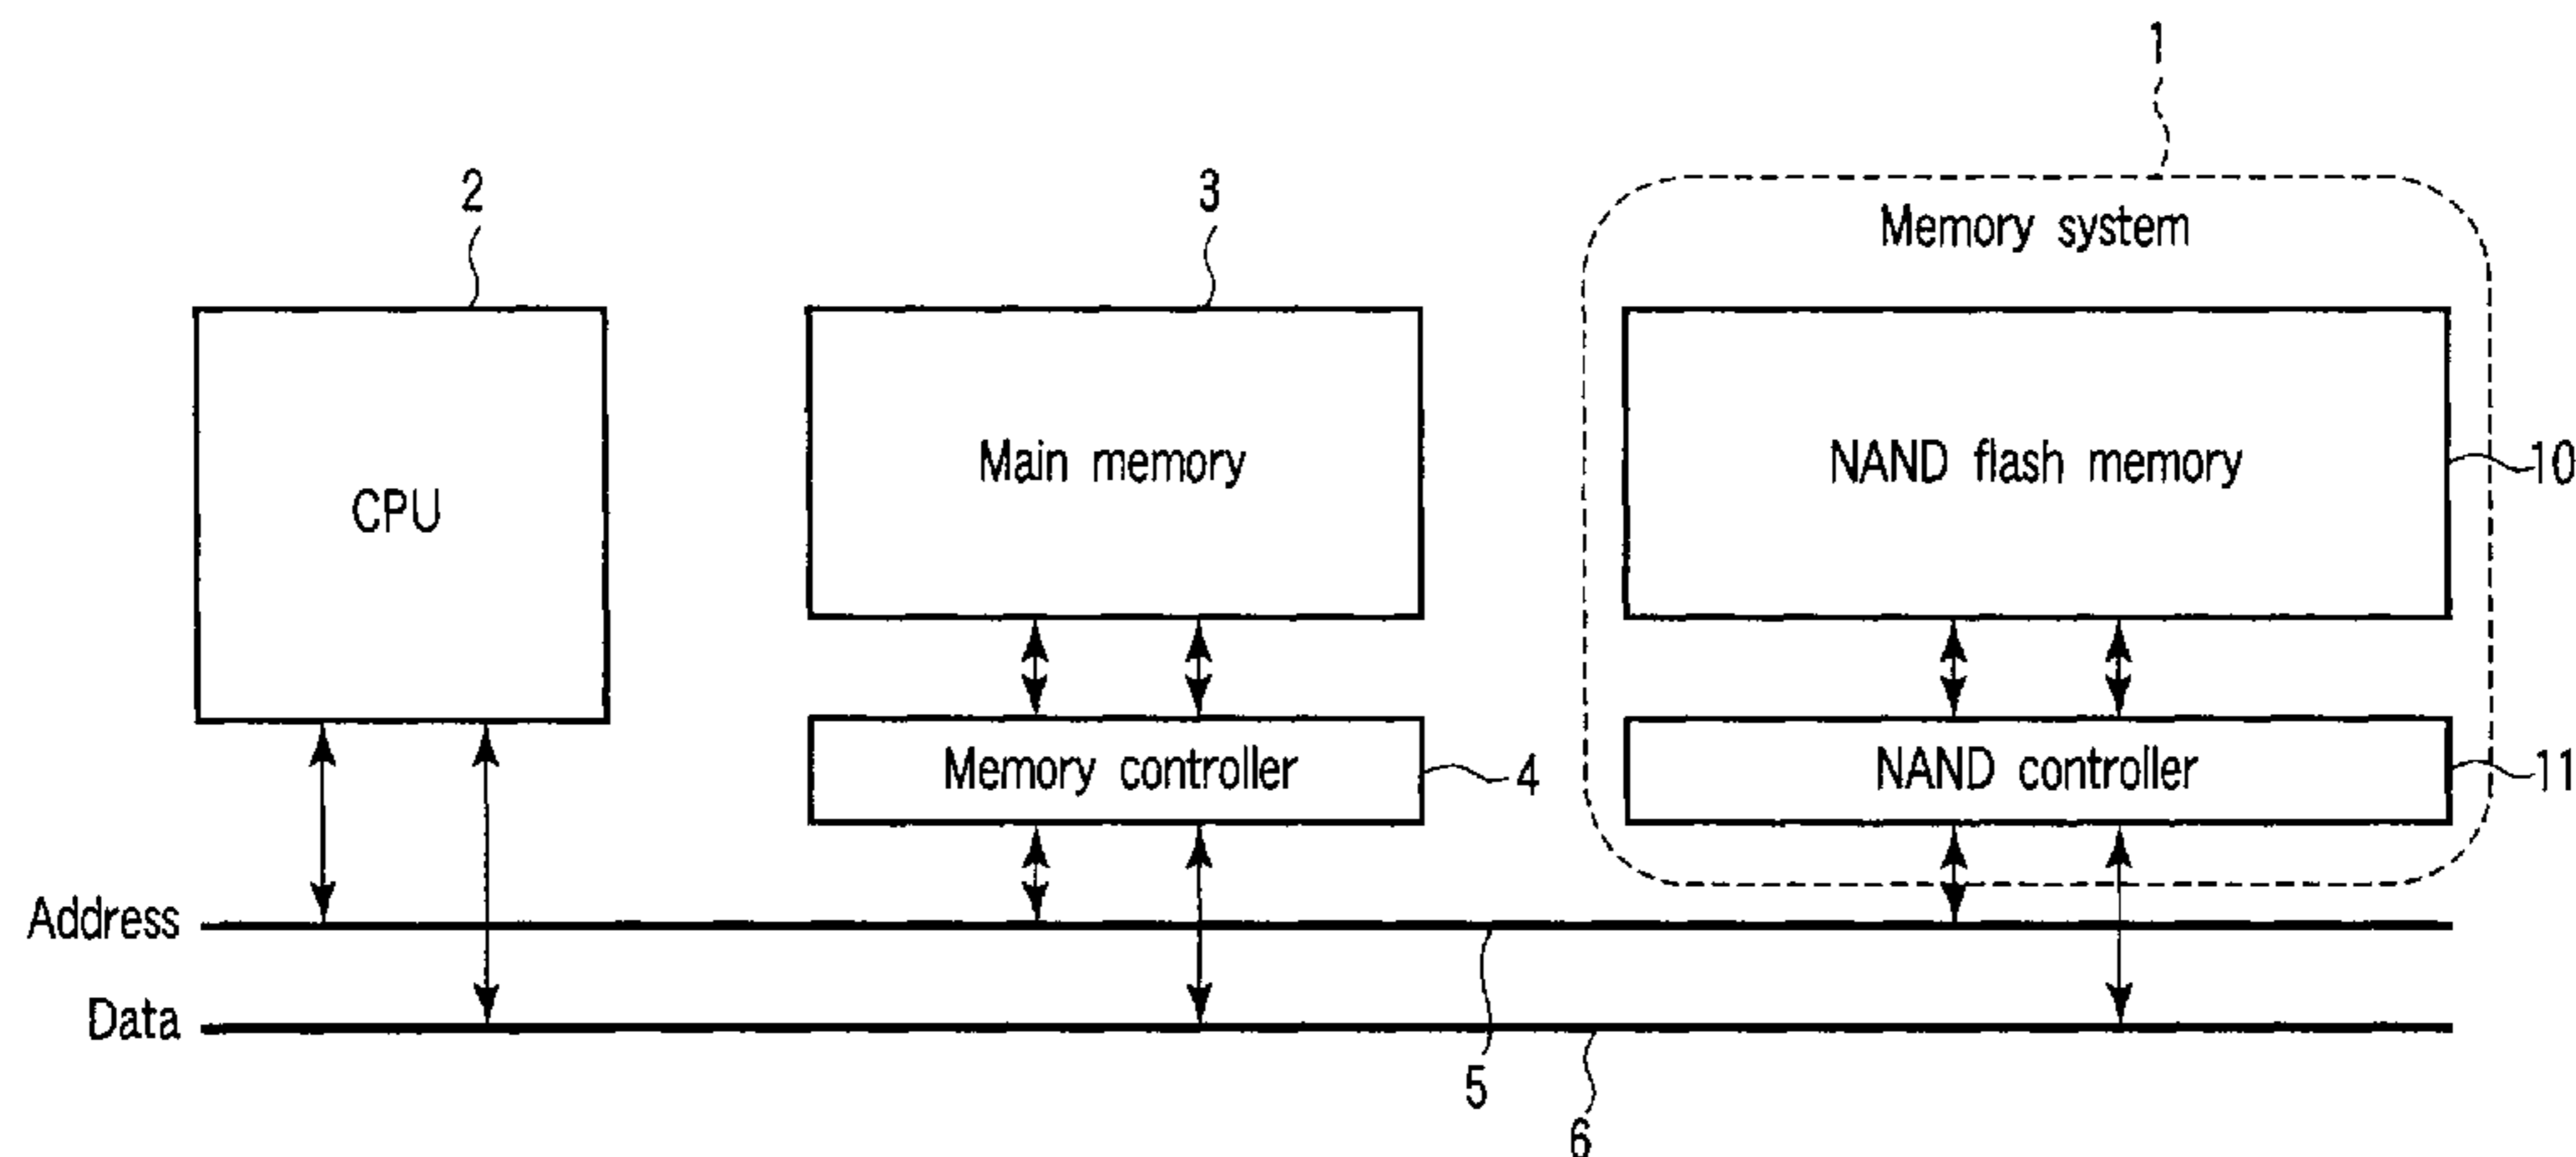 1
Memory system
2
3
CPU
Main memory
NAND flash memory
10
Memory controller
4
NAND controller
11
Address
Data
5
6